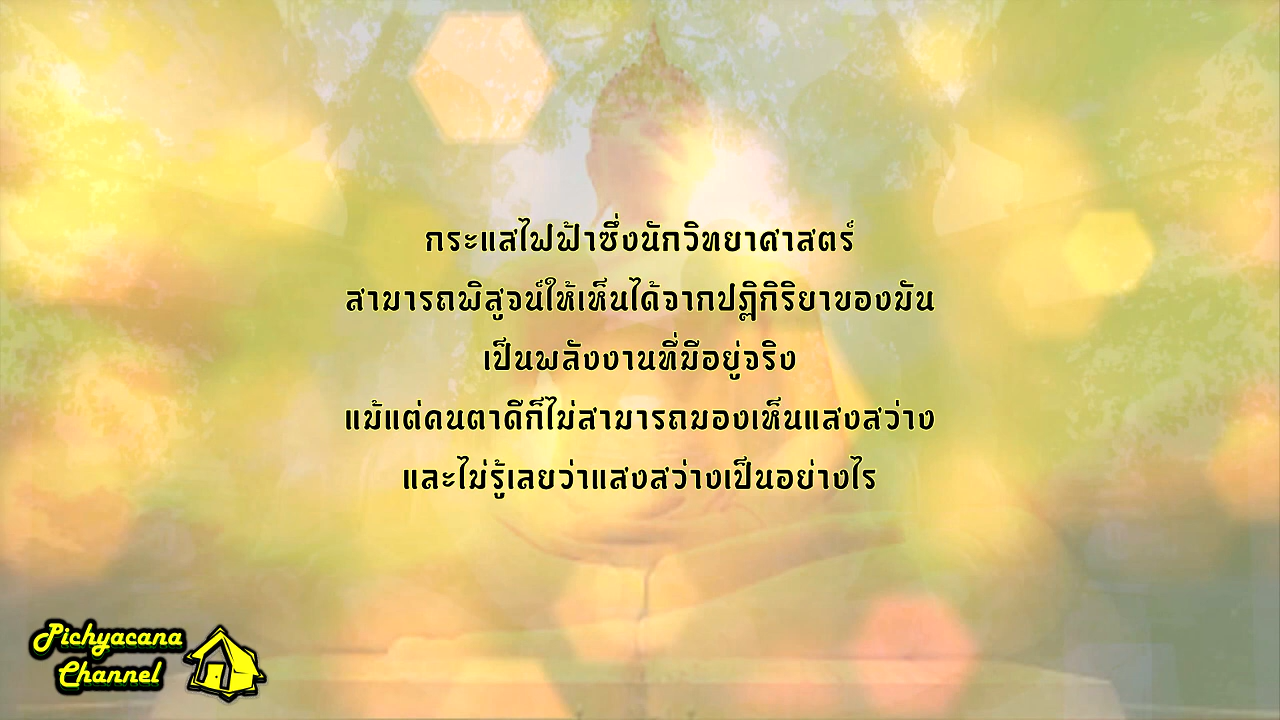 กระแสไฟฟ้าซึ่งนักวิทยาศาสตร์
สามารถพิสูจน์ให้เห็นได้จากปฏิกิริยาของมัน
เป็นพลังงานที่มีอยู่จริง
แม้แต่คนตาดีก็ไม่สามารถมองเห็นแสงสว่าง
และไม่รู้เลยว่าแสงสว่างเป็นอย่างไร
Pichyacana
Channel